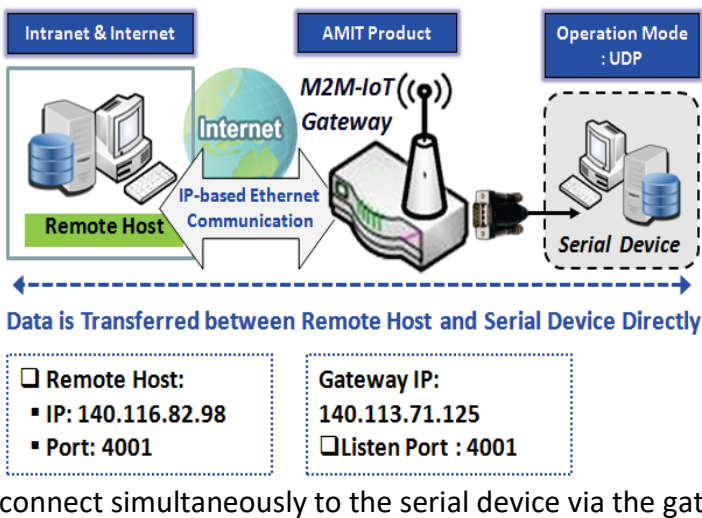 Intranet & Internet
AMIT Product
Operation Mode
: UDP
M2M-IoT
Gateway
Internet
IP-based Ethernet
Communication
Remote Host
Serial Device
Data is Transferred between Remote Host and Serial Device Directly
❑ Remote Host:
▪ IP: 140.116.82.98
▪ Port: 4001
Gateway IP:
140.113.71.125
❑Listen Port : 4001
connect simultaneously to the serial device via the gat